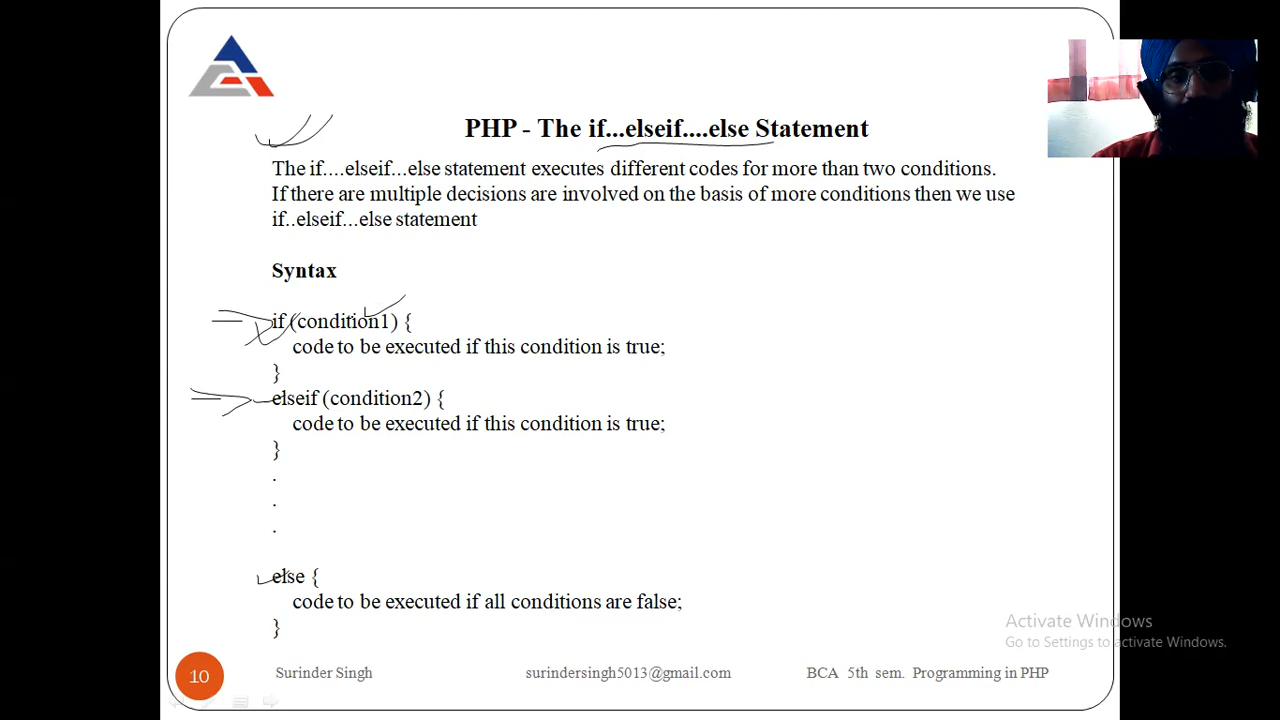 PHP - The if...elseif....else Statement
The if....elseif...else statement executes different codes for more than two conditions.
If there are multiple decisions are involved on the basis of more conditions then we use
if..elseif...else statement
Syntax
if (condition1) {
code to be executed if this condition is true;
}
elseif (condition2) {
code to be executed if this condition is true;
}
.
.
.
else {
code to be executed if all conditions are false;
}
Activate Windows
Go to Settings to activate Windows.
10 Surinder Singh surindersingh5013@gmail.com BCA 5th sem. Programming in PHP